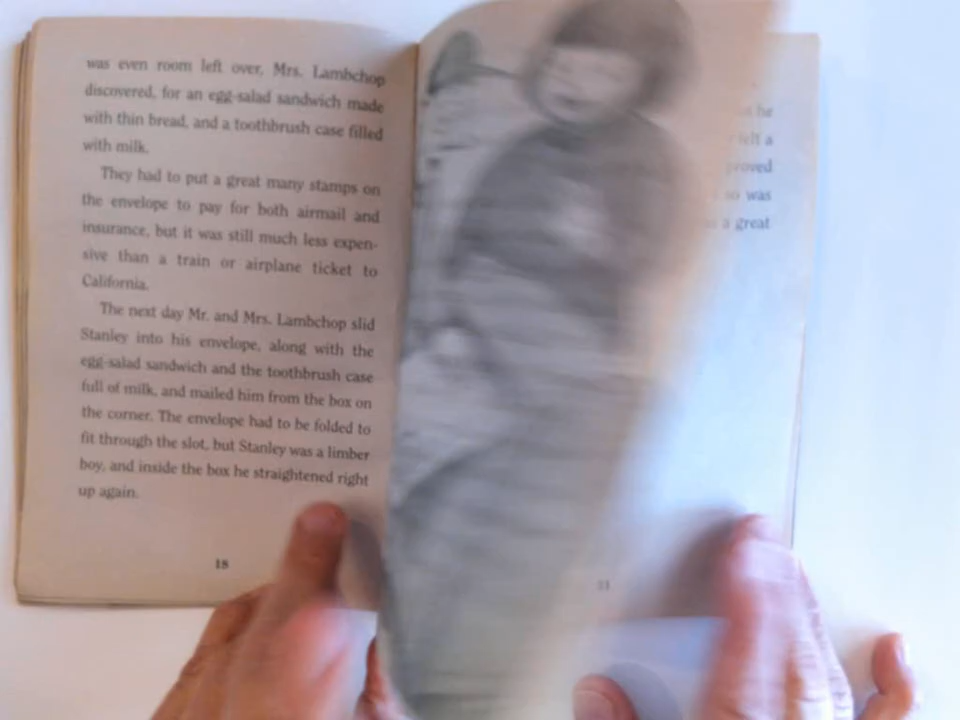 was even room left over, Mrs. Lambchop
discovered, for an egg-salad sandwich made
with thin bread, and a toothbrush case filled
with milk.
They had to put a great many stamps on
the envelope to pay for both airmail and
insurance, but it was still much less expen-
sive than a train or airplane ticket to
California.
The next day Mr. and Mrs. Lambchop slid
Stanley into his envelope, along with the
egg-salad sandwich and the toothbrush case
full of milk, and mailed him from the box on
the corner. The envelope had to be folded to
fit through the slot, but Stanley was a limber
boy, and inside the box he straightened right
up again.
18
he
felt a
proved
so was
a great
21